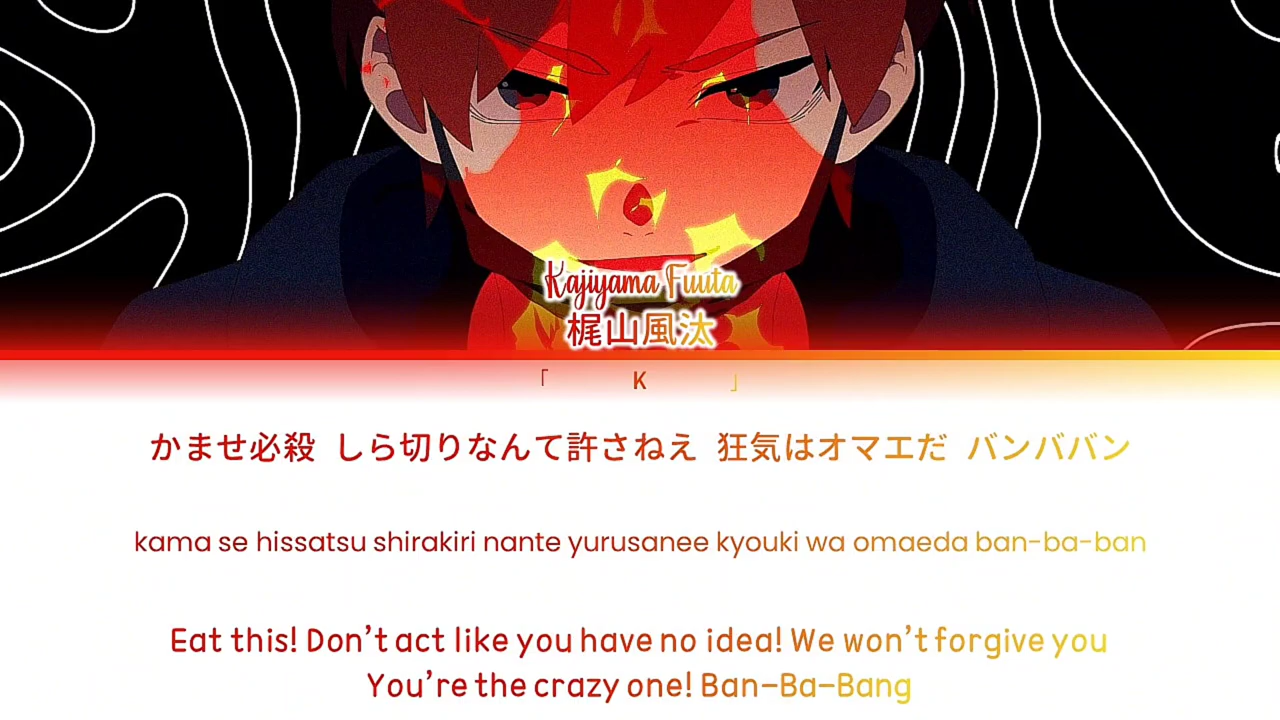 Kajiyama Fuuta
梶山風汰
「 K 」
かませ必殺 しら切りなんて許さねえ 狂気はオマエだ バンババン
kama se hissatsu shirakiri nante yurusanee kyouki wa omaeda ban-ba-ban
Eat this! Don't act like you have no idea! We won't forgive you
You're the crazy one! Ban-Ba-Bang